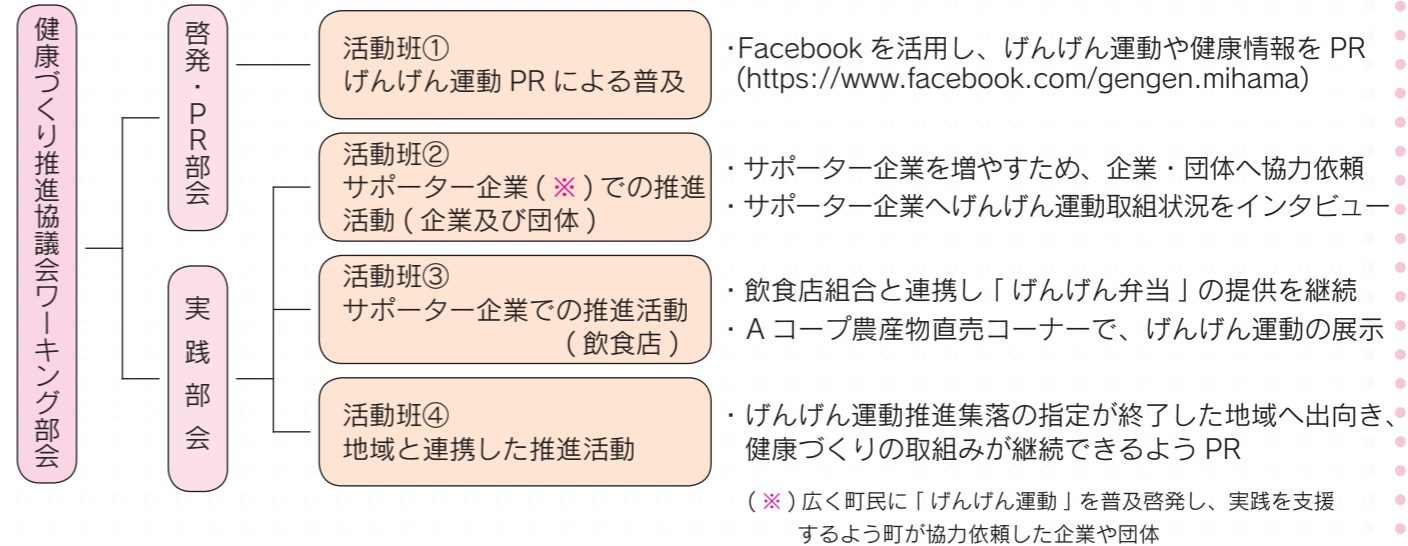 健康づくり推進協議会ワーキング部会
啓発・PR部会
活動班①
げんげん運動 PR による普及
・Facebook を活用し、げんげん運動や健康情報を PR
（https://www.facebook.com/gengen.mihama）
実践部会
活動班②
サポーター企業 ( ※ ) での推進
活動 ( 企業及び団体 )
・サポーター企業を増やすため、企業・団体へ協力依頼
・サポーター企業へげんげん運動取組状況をインタビュー
活動班③
サポーター企業での推進活動
( 飲食店 )
・飲食店組合と連携し「げんげん弁当」の提供を継続
・A コープ農産物直売コーナーで、げんげん運動の展示
活動班④
地域と連携した推進活動
・げんげん運動推進集落の指定が終了した地域へ出向き、
健康づくりの取組みが継続できるよう PR
( ※ ) 広く町民に「げんげん運動」を普及啓発し、実践を支援
するよう町が協力依頼した企業や団体